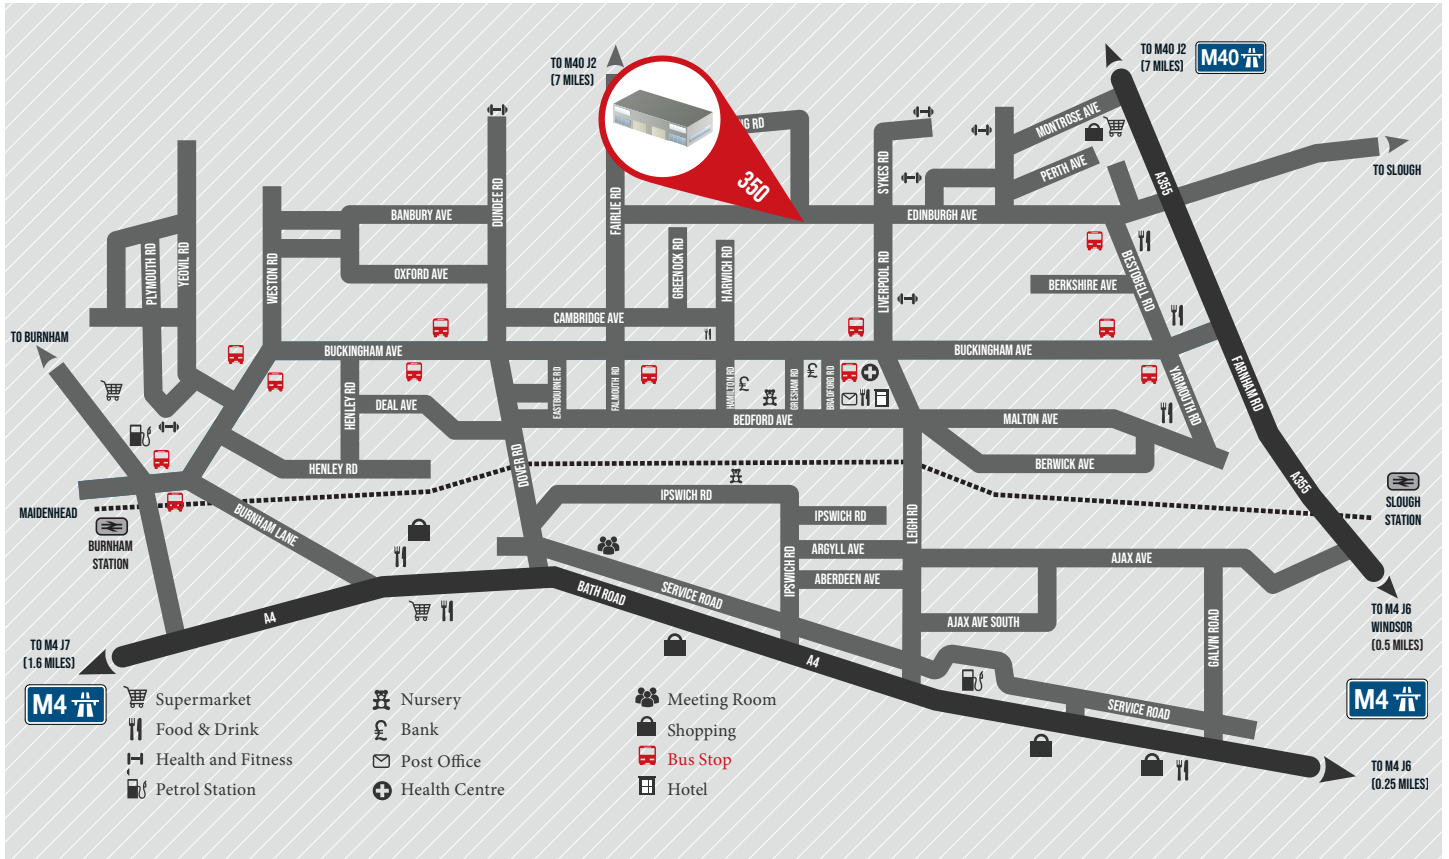 TO M40 J2
(7 MILES)
TO M40 J2
(7 MILES)
M40
MONTROSE AVE
PERTH AVE
A355
TO SLOUGH
NG RD
350
SYKES RD
EDINBURGH AVE
FAIRLIE RD
DUNDEE RD
BANBURY AVE
OXFORD AVE
WESTON RD
PLYMOUTH RD
YEOVIL RD
GREENOCK RD
HARWICH RD
LIVERPOOL RD
BESTOBELL RD
BERKSHIRE AVE
CAMBRIDGE AVE
TO BURNHAM
BUCKINGHAM AVE
BUCKINGHAM AVE
FARNHAM RD
YARMOUTH RD
HENLEY RD
DEAL AVE
EASTBOURNE RD
FALMOUTH RD
HAMILTON RD
GRESHAM RD
BRADFORD RD
BEDFORD AVE
MALTON AVE
BERWICK AVE
HENLEY RD
DOVER RD
A355
SLOUGH
STATION
MAIDENHEAD
BURNHAM
STATION
BURNHAM LANE
IPSWICH RD
IPSWICH RD
LEIGH RD
ARGYLL AVE
ABERDEEN AVE
IPSWICH RD
AJAX AVE
AJAX AVE SOUTH
GALVIN ROAD
SERVICE ROAD
BATH ROAD
A4
A4
SERVICE ROAD
TO M4 J7
(1.6 MILES)
M4
TO M4 J6
WINDSOR
(0.5 MILES)
M4
TO M4 J6
(0.25 MILES)
Supermarket
Food & Drink
Health and Fitness
Petrol Station
Nursery
£ Bank
Post Office
Health Centre
Meeting Room
Shopping
Bus Stop
Hotel